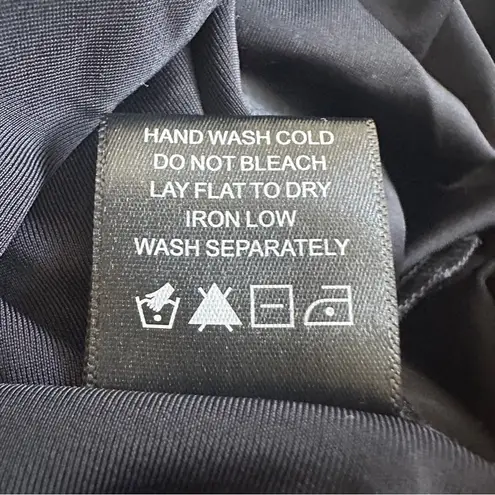 HAND WASH COLD
DO NOT BLEACH
LAY FLAT TO DRY
IRON LOW
WASH SEPARATELY